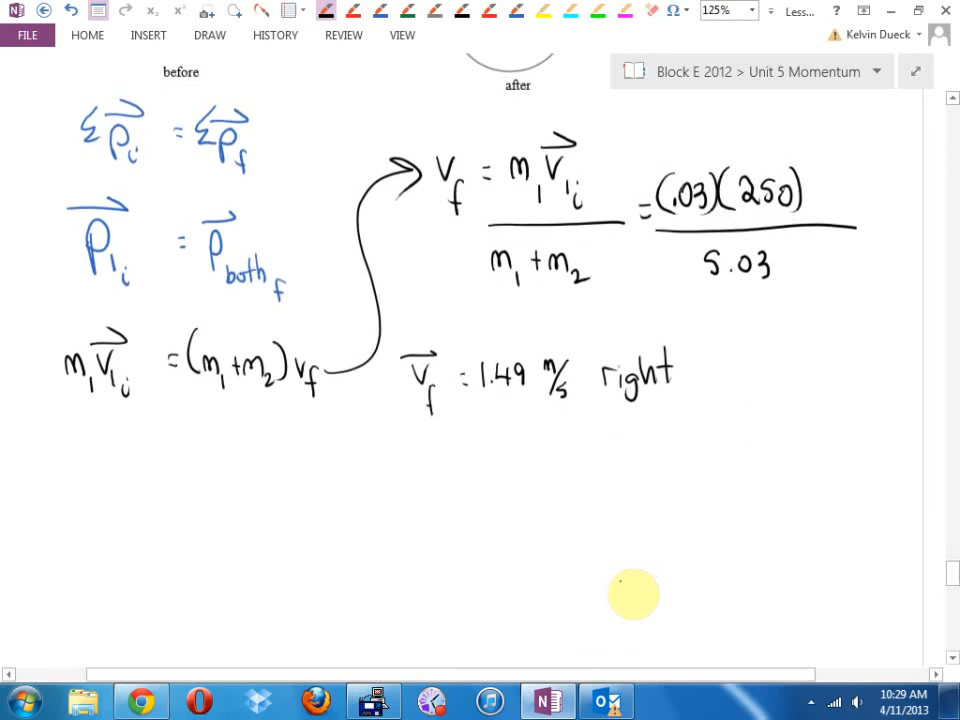 125% Less... ?
FILE HOME INSERT DRAW HISTORY REVIEW VIEW Kelvin Dueck
Block E 2012 > Unit 5 Momentum
before
after
Σp⃗ᵢ = Σp⃗f
p⃗₁ᵢ = p⃗both f
m₁v⃗₁ᵢ = (m₁+m₂)vf
vf = m₁v⃗₁ᵢ / m₁+m₂ = (.03)(250) / 5.03
v⃗f = 1.49 m/s right
10:29 AM
4/11/2013